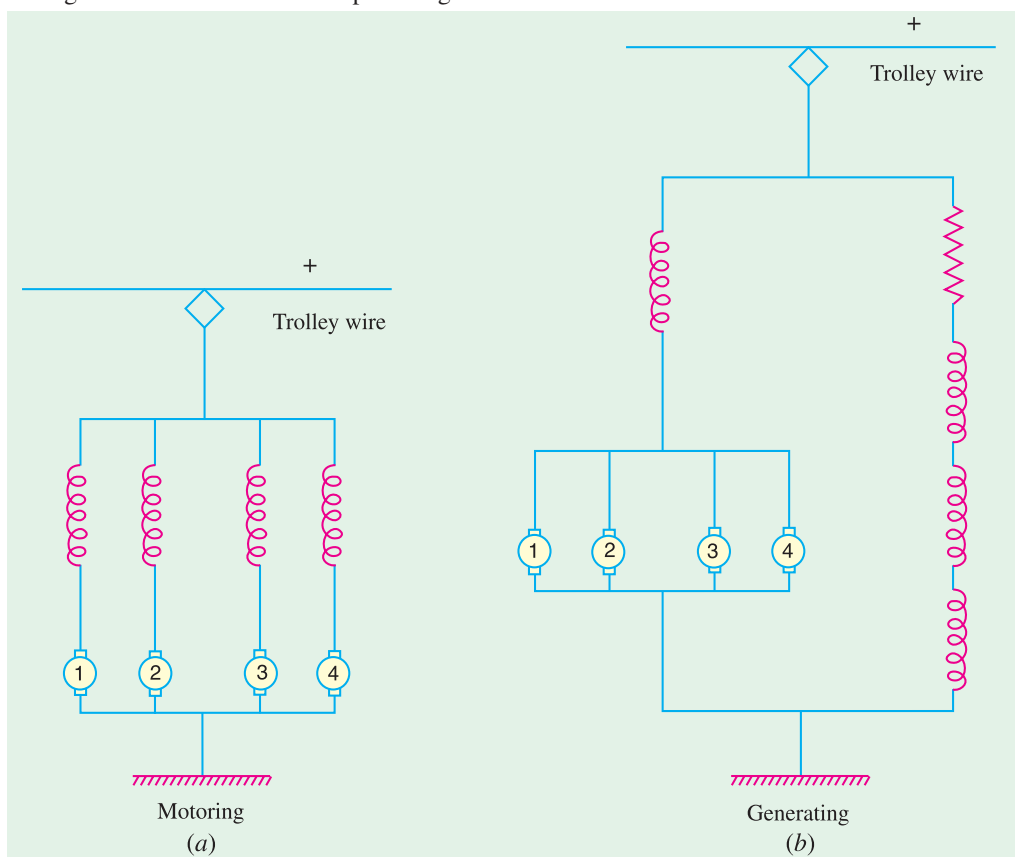 +
Trolley wire
+
Trolley wire
1 2 3 4
1 2 3 4
Motoring
Generating
(a)
(b)